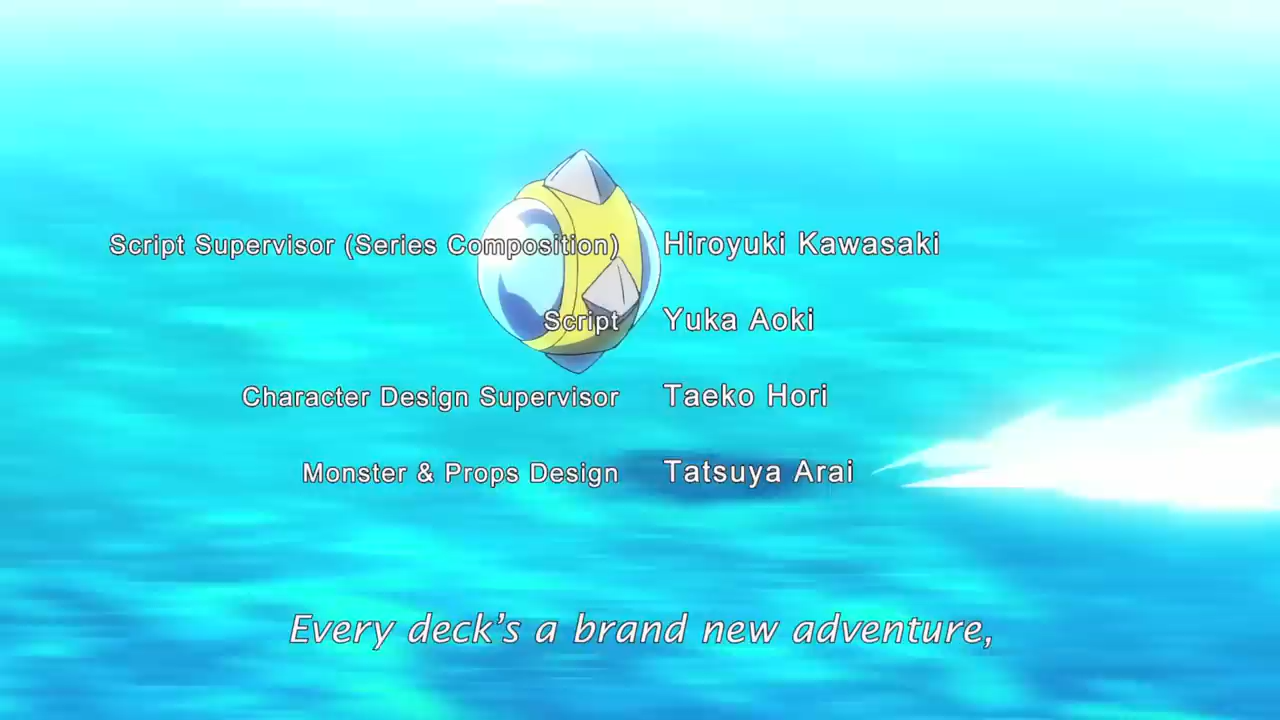 Script Supervisor (Series Composition) Hiroyuki Kawasaki
Script Yuka Aoki
Character Design Supervisor Taeko Hori
Monster & Props Design Tatsuya Arai
Every deck's a brand new adventure,